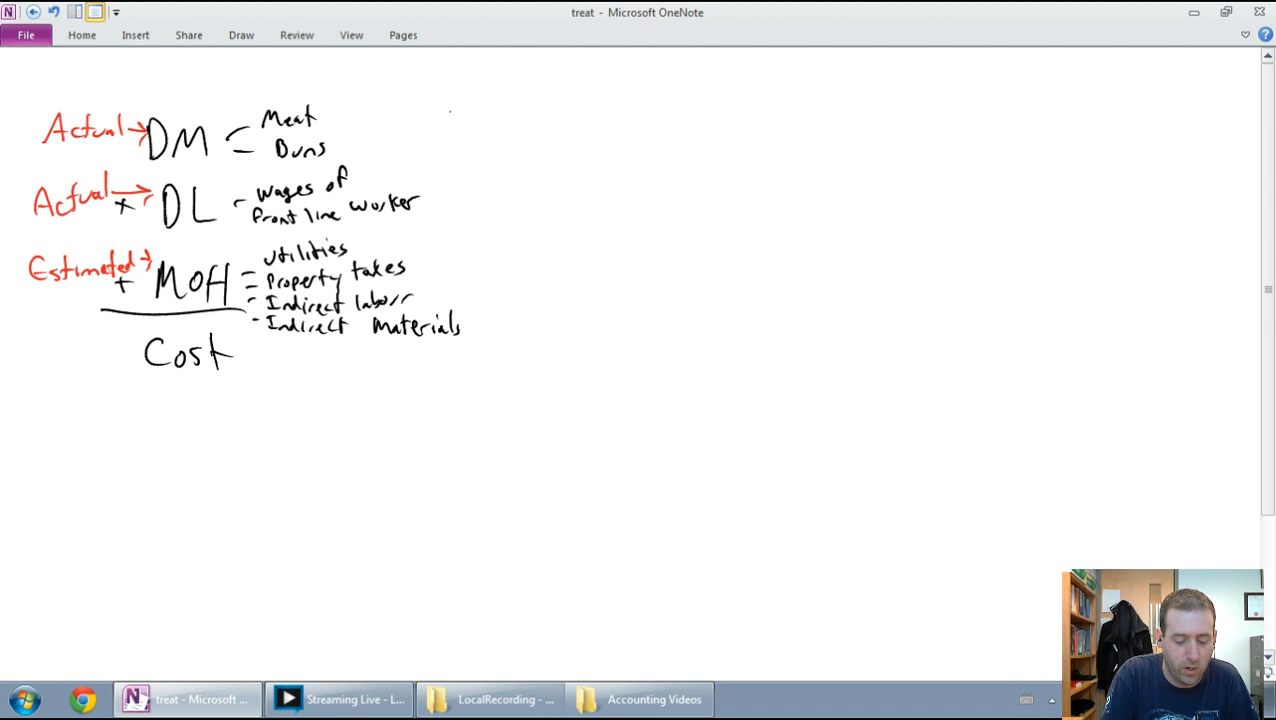 treat - Microsoft OneNote
File Home Insert Share Draw Review View Pages
Actual DM = Meat
Buns
Actual + DL - Wages of
front line worker
Estimated + MOH = Utilities
- Property taxes
- Indirect labour
- Indirect materials
Cost
treat - Microsoft ... Streaming Live - L... LocalRecording - ... Accounting Videos